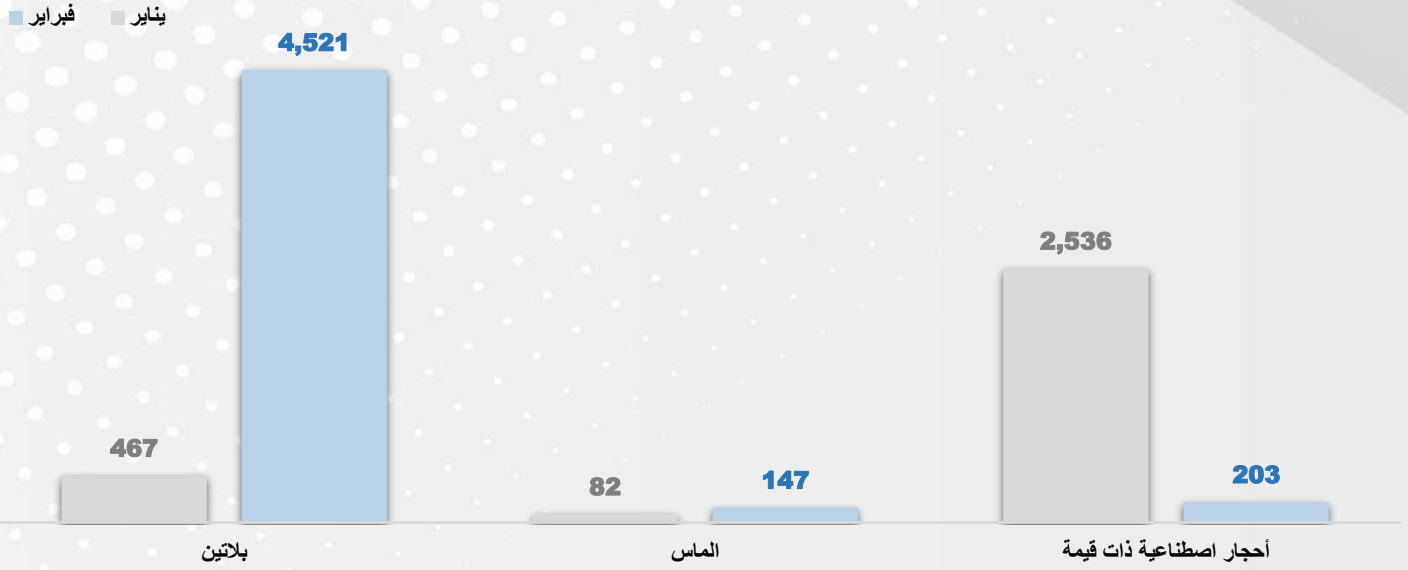 يناير
فبراير
4,521
2,536
467
82
147
203
بلاتين
الماس
أحجار اصطناعية ذات قيمة